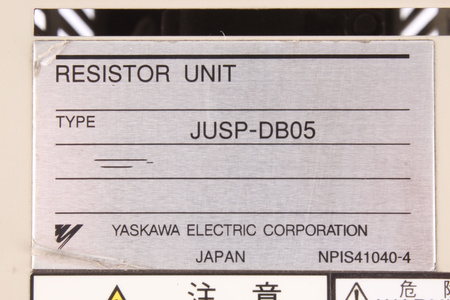 RESISTOR UNIT
TYPE JUSP-DB05
YASKAWA ELECTRIC CORPORATION
JAPAN NPIS41040-4
注意
危